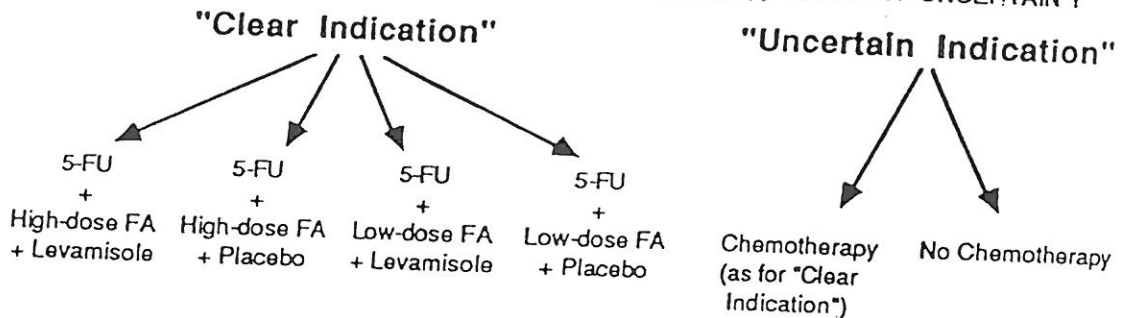 "Clear Indication"
5-FU
+
High-dose FA
+ Levamisole
5-FU
+
High-dose FA
+ Placebo
5-FU
+
Low-dose FA
+ Levamisole
5-FU
+
Low-dose FA
+ Placebo
"Uncertain Indication"
Chemotherapy
(as for "Clear
Indication")
No Chemotherapy